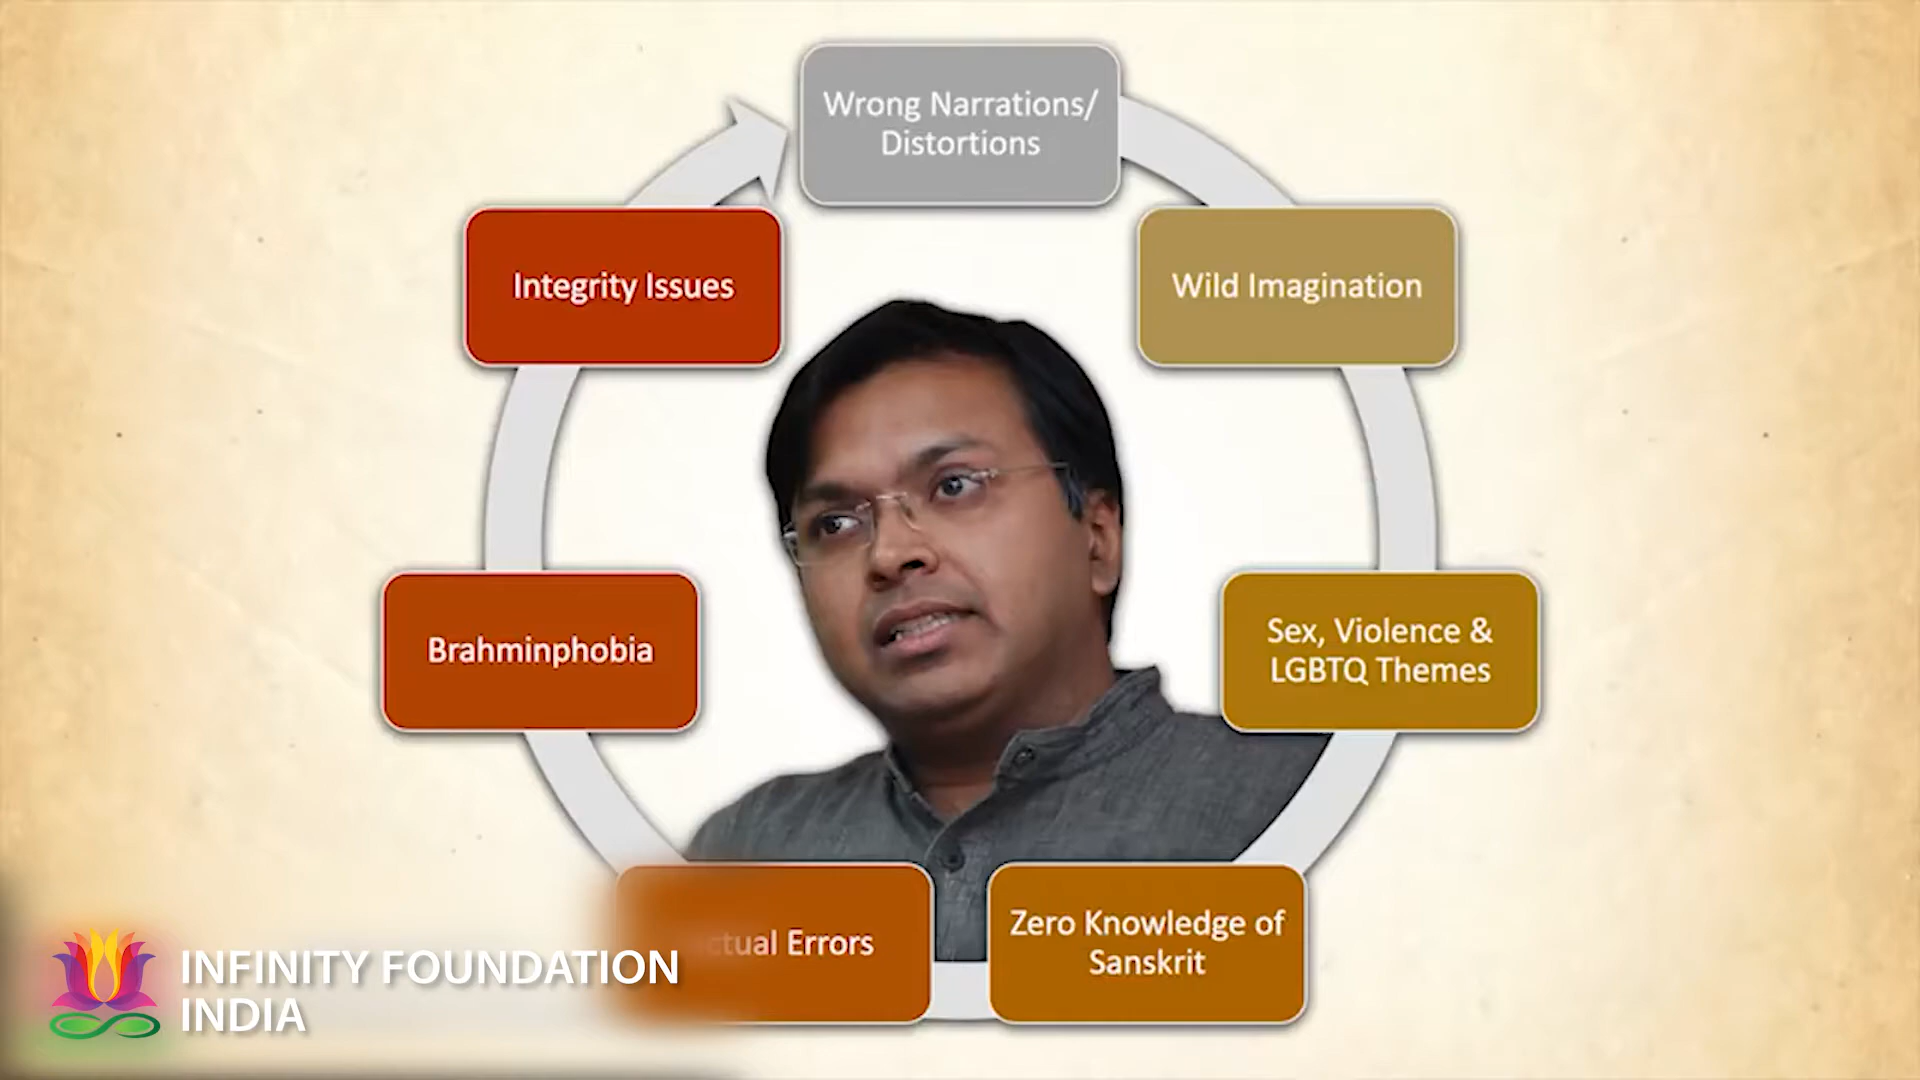 Wrong Narrations/
Distortions
Integrity Issues
Wild Imagination
Brahminphobia
Sex, Violence &
LGBTQ Themes
Errors
Zero Knowledge of
Sanskrit
INFINITY FOUNDATION
INDIA